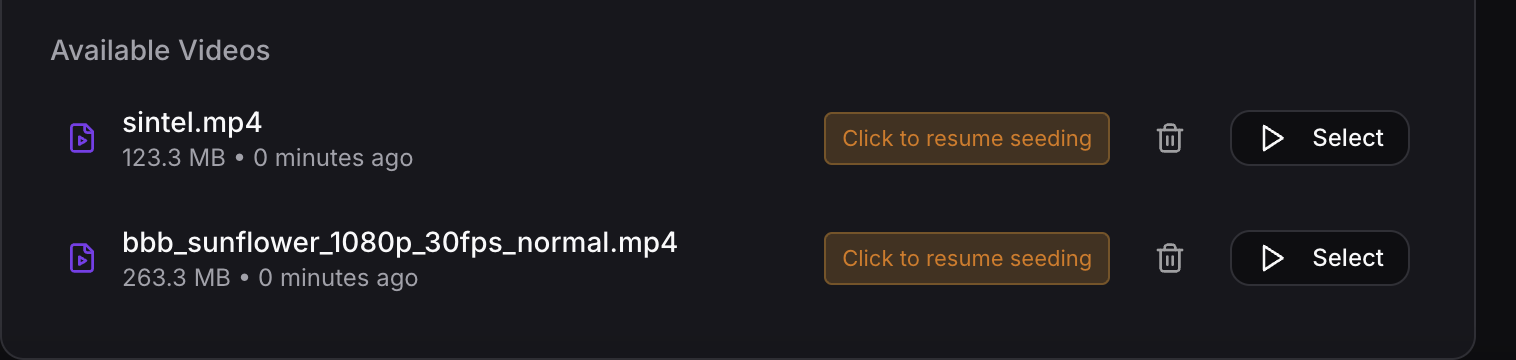 Available Videos
sintel.mp4
123.3 MB • 0 minutes ago
Click to resume seeding
Select
bbb_sunflower_1080p_30fps_normal.mp4
263.3 MB • 0 minutes ago
Click to resume seeding
Select